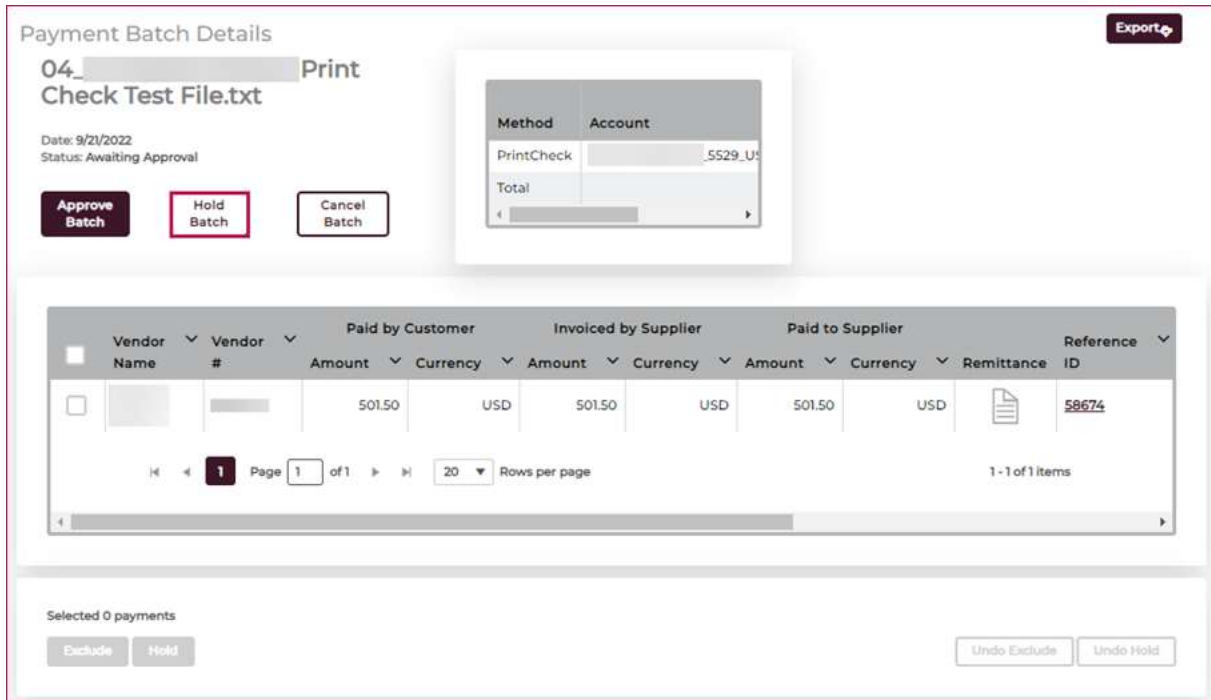 Payment Batch Details
Export
04_ Print
Check Test File.txt
Date: 9/21/2022
Status: Awaiting Approval
Approve
Batch
Hold
Batch
Cancel
Batch
Method Account
PrintCheck _5529_US
Total
Paid by Customer Invoiced by Supplier Paid to Supplier
Vendor Name Vendor # Amount Currency Amount Currency Amount Currency Remittance Reference ID
501.50 USD 501.50 USD 501.50 USD 58674
1 Page 1 of 1 20 Rows per page 1 - 1 of 1 items
Selected 0 payments
Exclude Hold Undo Exclude Undo Hold